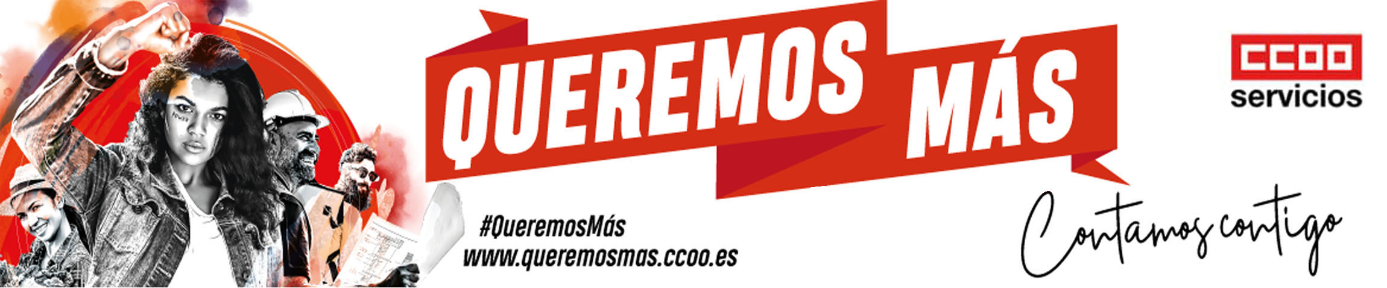 QUEREMOS
MÁS
CCOO
servicios
#QueremosMás
www.queremosmas.ccoo.es
Contamos contigo